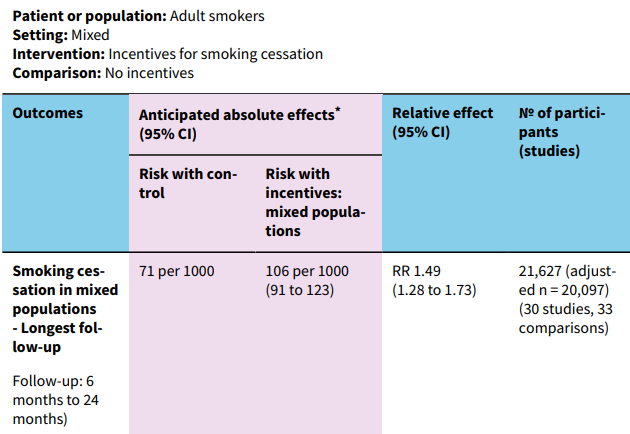 Patient or population: Adult smokers
Setting: Mixed
Intervention: Incentives for smoking cessation
Comparison: No incentives
Outcomes
Anticipated absolute effects*
(95% CI)
Relative effect
(95% CI)
№ of partici-
pants
(studies)
Risk with con-
trol
Risk with
incentives:
mixed popula-
tions
Smoking ces-
sation in mixed
populations
- Longest fol-
low-up
Follow-up: 6
months to 24
months)
71 per 1000
106 per 1000
(91 to 123)
RR 1.49
(1.28 to 1.73)
21,627 (adjust-
ed n = 20,097)
(30 studies, 33
comparisons)